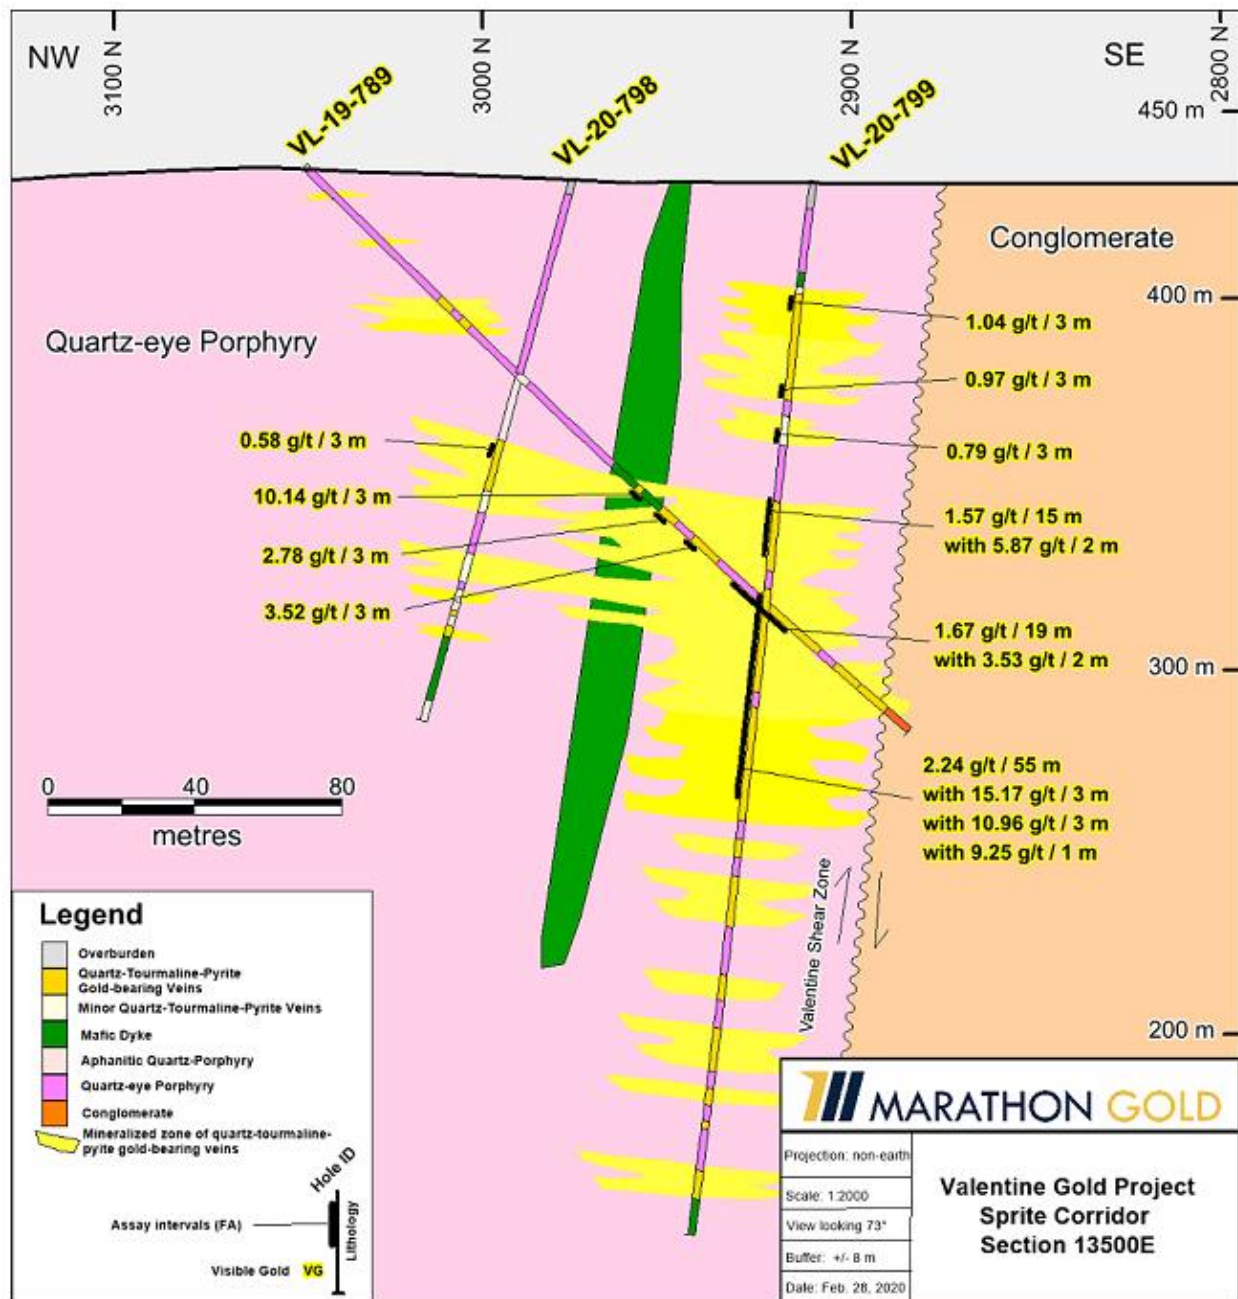 NW
3100 N
3000 N
2900 N
2800 N
SE
450 m
VL-19-789
VL-20-798
VL-20-799
Conglomerate
400 m
1.04 g/t / 3 m
Quartz-eye Porphyry
0.97 g/t / 3 m
0.58 g/t / 3 m
0.79 g/t / 3 m
10.14 g/t / 3 m
1.57 g/t / 15 m
with 5.87 g/t / 2 m
2.78 g/t / 3 m
3.52 g/t / 3 m
1.67 g/t / 19 m
with 3.53 g/t / 2 m
300 m
2.24 g/t / 55 m
with 15.17 g/t / 3 m
with 10.96 g/t / 3 m
with 9.25 g/t / 1 m
0 40 80
metres
Valentine Shear Zone
200 m
Legend
Overburden
Quartz-Tourmaline-Pyrite
Gold-bearing Veins
Minor Quartz-Tourmaline-Pyrite Veins
Mafic Dyke
Aphanitic Quartz-Porphyry
Quartz-eye Porphyry
Conglomerate
Mineralized zone of quartz-tourmaline-
pyite gold-bearing veins
Hole ID
Assay intervals (FA)
Lithology
Visible Gold VG
MARATHON GOLD
Projection: non-earth
Scale: 1:2000
View looking 73°
Buffer: +/- 8 m
Date: Feb. 28, 2020
Valentine Gold Project
Sprite Corridor
Section 13500E